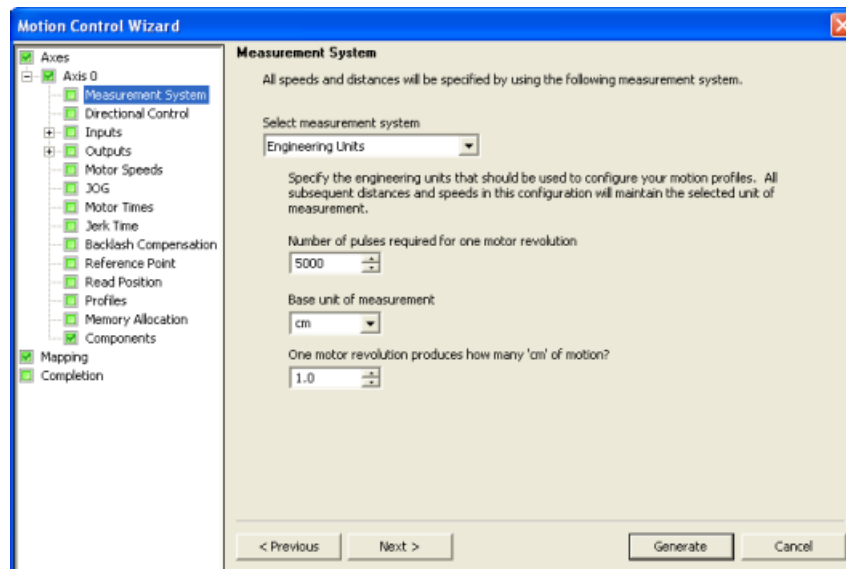 Motion Control Wizard
Axes
Axis 0
Measurement System
Directional Control
Inputs
Outputs
Motor Speeds
JOG
Motor Times
Jerk Time
Backlash Compensation
Reference Point
Read Position
Profiles
Memory Allocation
Components
Mapping
Completion
Measurement System
All speeds and distances will be specified by using the following measurement system.
Select measurement system
Engineering Units
Specify the engineering units that should be used to configure your motion profiles. All
subsequent distances and speeds in this configuration will maintain the selected unit of
measurement.
Number of pulses required for one motor revolution
5000
Base unit of measurement
cm
One motor revolution produces how many 'cm' of motion?
1.0
< Previous
Next >
Generate
Cancel